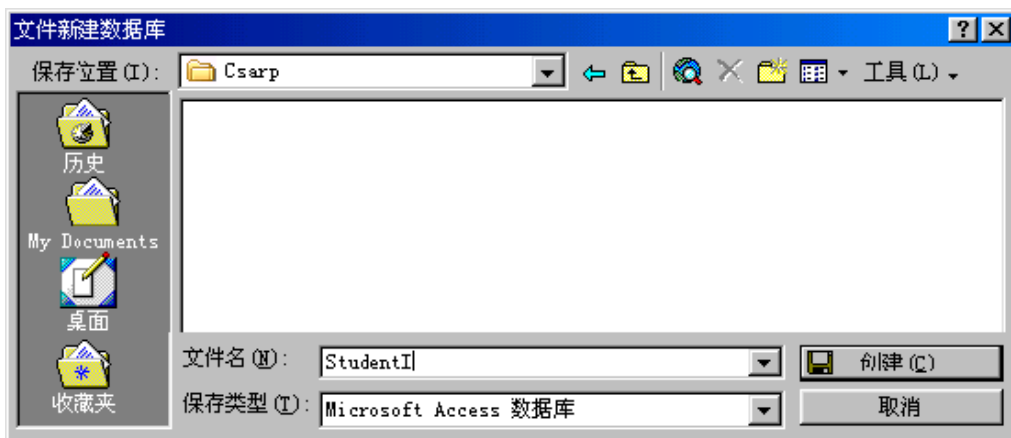 文件新建数据库
保存位置(I): Csarp 工具(L)
历史
My Documents
桌面
收藏夹
文件名(N): StudentI 创建(C)
保存类型(T): Microsoft Access 数据库 取消